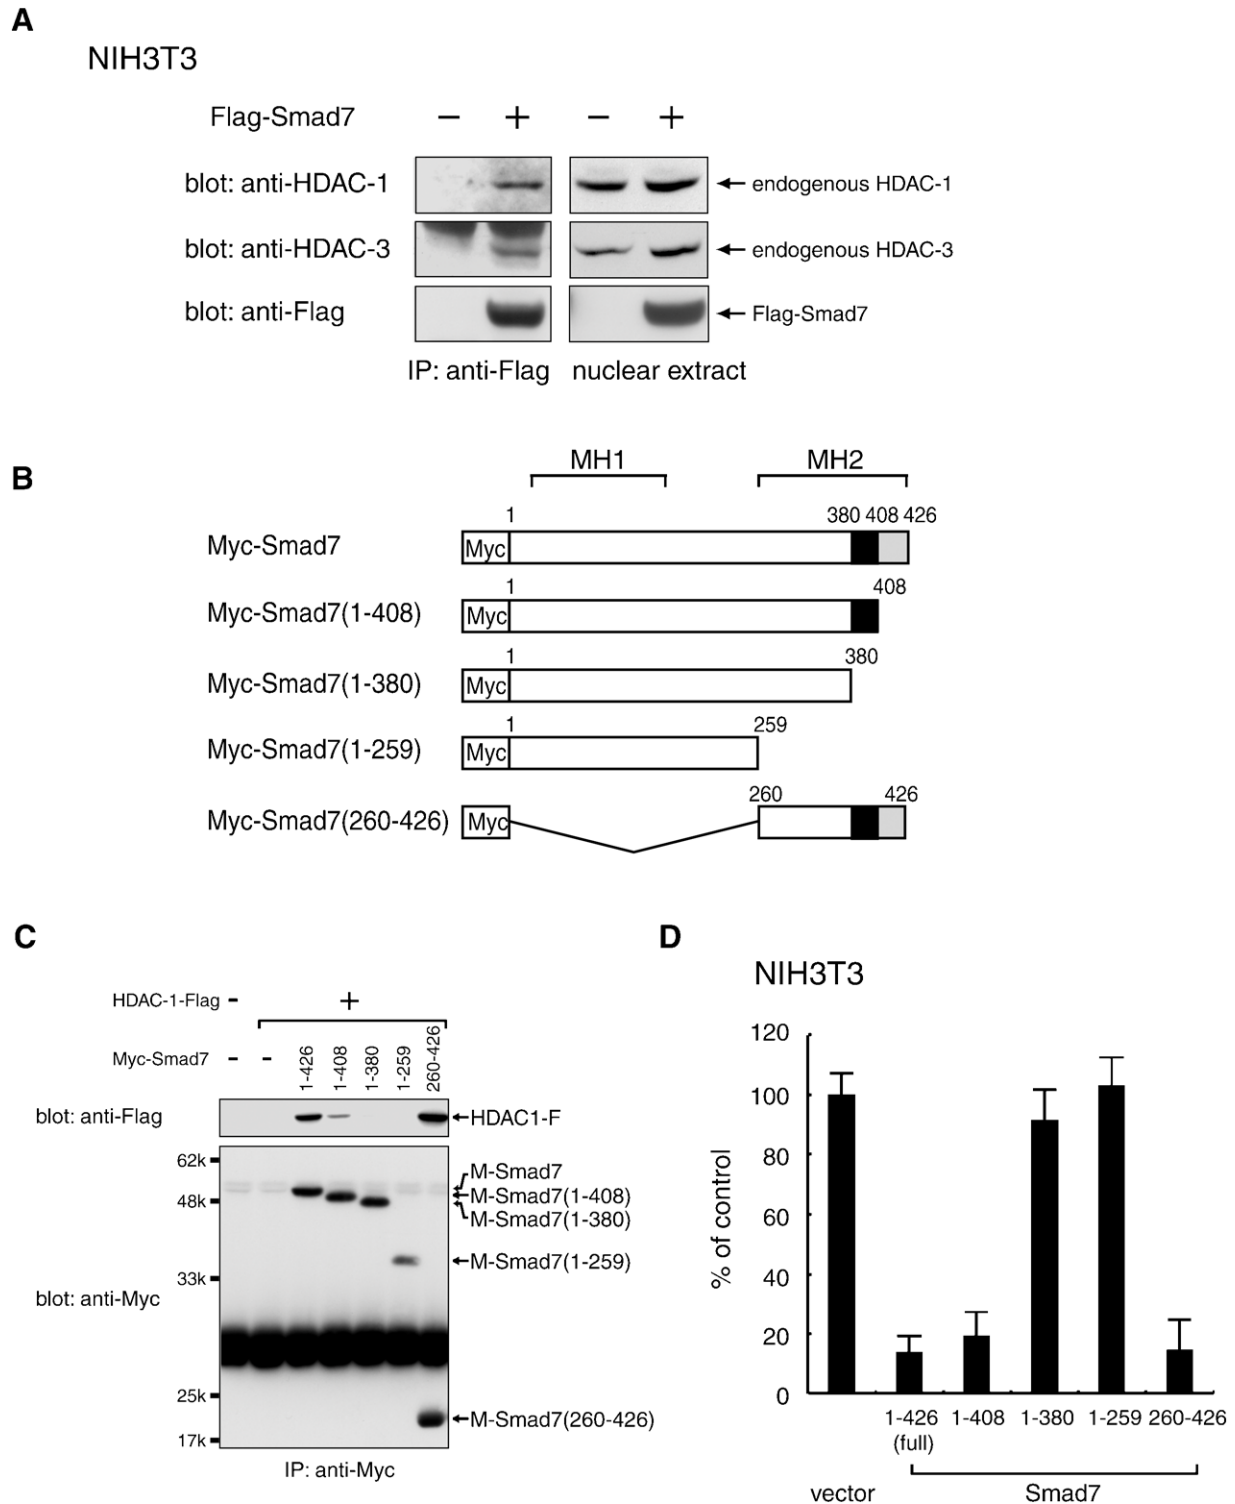 A
NIH3T3
Flag-Smad7 − + − +
blot: anti-HDAC-1 endogenous HDAC-1
blot: anti-HDAC-3 endogenous HDAC-3
blot: anti-Flag Flag-Smad7
IP: anti-Flag nuclear extract
B
MH1 MH2
1 380 408 426
Myc-Smad7 Myc
1 408
Myc-Smad7(1-408) Myc
1 380
Myc-Smad7(1-380) Myc
1 259
Myc-Smad7(1-259) Myc
260 426
Myc-Smad7(260-426) Myc
C
HDAC-1-Flag - +
Myc-Smad7 - - 1-426 1-408 1-380 1-259 260-426
blot: anti-Flag HDAC1-F
62k M-Smad7
48k M-Smad7(1-408)
M-Smad7(1-380)
M-Smad7(1-259)
33k
blot: anti-Myc
25k
M-Smad7(260-426)
17k
IP: anti-Myc
D
NIH3T3
% of control
120
100
80
60
40
20
0
1-426 1-408 1-380 1-259 260-426
(full)
vector Smad7